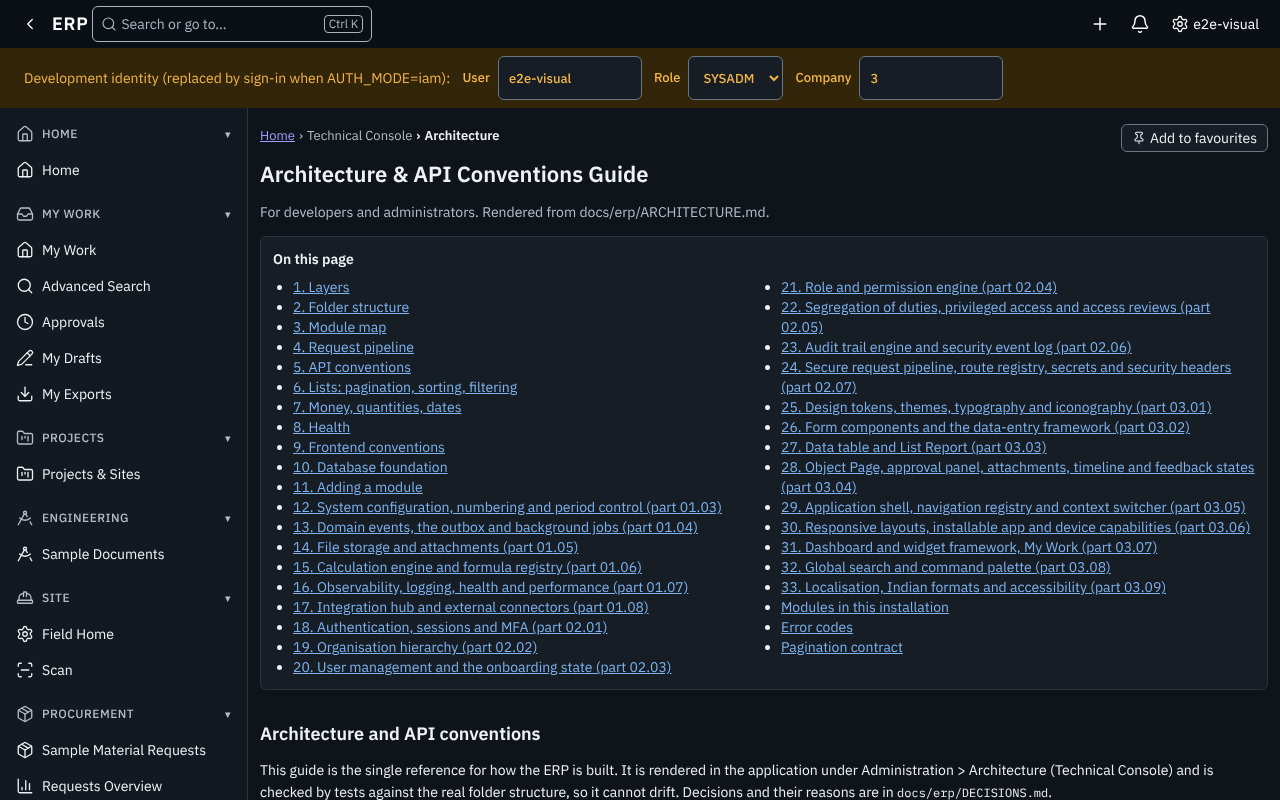 ERP
Search or go to...
Ctrl K
e2e-visual
Development identity (replaced by sign-in when AUTH_MODE=iam):
User
e2e-visual
Role
SYSADM
Company
3
HOME
Home
MY WORK
My Work
Advanced Search
Approvals
My Drafts
My Exports
PROJECTS
Projects & Sites
ENGINEERING
Sample Documents
SITE
Field Home
Scan
PROCUREMENT
Sample Material Requests
Requests Overview
Home › Technical Console › Architecture
Add to favourites
Architecture & API Conventions Guide
For developers and administrators. Rendered from docs/erp/ARCHITECTURE.md.
On this page
1. Layers
2. Folder structure
3. Module map
4. Request pipeline
5. API conventions
6. Lists: pagination, sorting, filtering
7. Money, quantities, dates
8. Health
9. Frontend conventions
10. Database foundation
11. Adding a module
12. System configuration, numbering and period control (part 01.03)
13. Domain events, the outbox and background jobs (part 01.04)
14. File storage and attachments (part 01.05)
15. Calculation engine and formula registry (part 01.06)
16. Observability, logging, health and performance (part 01.07)
17. Integration hub and external connectors (part 01.08)
18. Authentication, sessions and MFA (part 02.01)
19. Organisation hierarchy (part 02.02)
20. User management and the onboarding state (part 02.03)
21. Role and permission engine (part 02.04)
22. Segregation of duties, privileged access and access reviews (part
02.05)
23. Audit trail engine and security event log (part 02.06)
24. Secure request pipeline, route registry, secrets and security headers
(part 02.07)
25. Design tokens, themes, typography and iconography (part 03.01)
26. Form components and the data-entry framework (part 03.02)
27. Data table and List Report (part 03.03)
28. Object Page, approval panel, attachments, timeline and feedback states
(part 03.04)
29. Application shell, navigation registry and context switcher (part 03.05)
30. Responsive layouts, installable app and device capabilities (part 03.06)
31. Dashboard and widget framework, My Work (part 03.07)
32. Global search and command palette (part 03.08)
33. Localisation, Indian formats and accessibility (part 03.09)
Modules in this installation
Error codes
Pagination contract
Architecture and API conventions
This guide is the single reference for how the ERP is built. It is rendered in the application under Administration > Architecture (Technical Console) and is
checked by tests against the real folder structure, so it cannot drift. Decisions and their reasons are in docs/erp/DECISIONS.md.